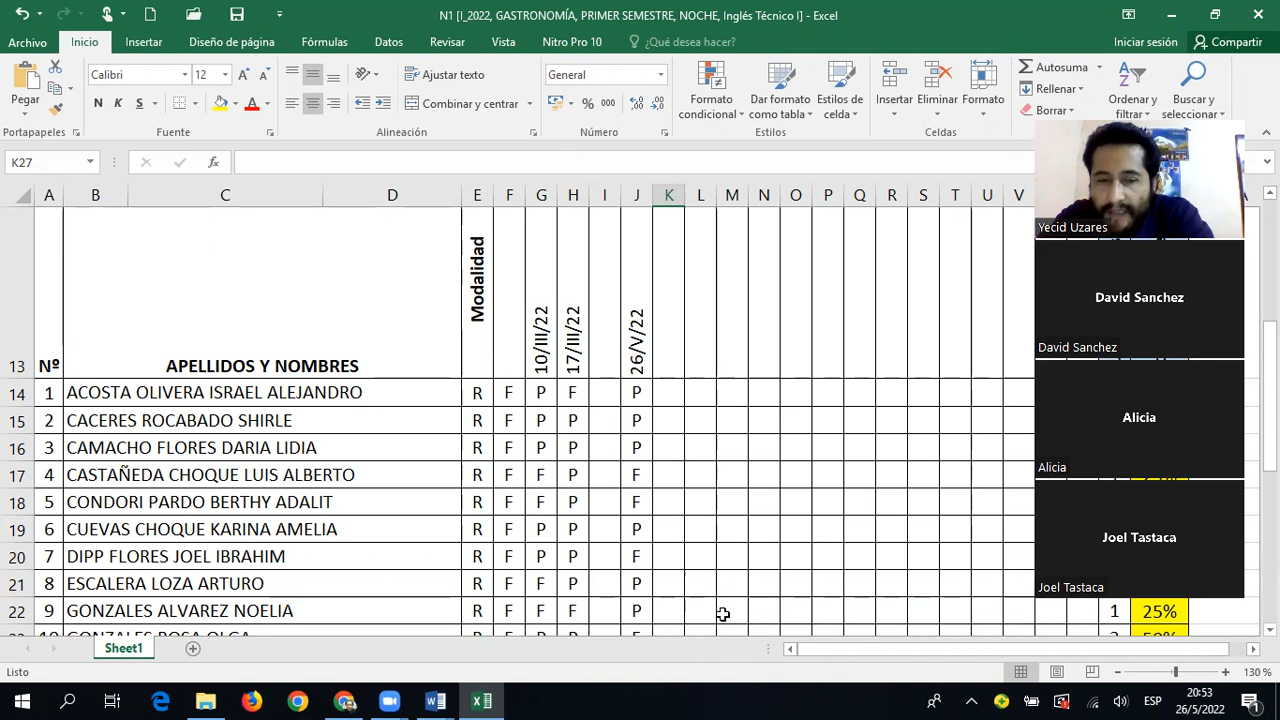 N1 [I_2022, GASTRONOMÍA, PRIMER SEMESTRE, NOCHE, Inglés Técnico I] - Excel
Archivo Inicio Insertar Diseño de página Fórmulas Datos Revisar Vista Nitro Pro 10 ¿Qué desea hacer? Iniciar sesión Compartir
Pegar
Calibri 12
N K S
Ajustar texto
Combinar y centrar
General
% 000
Formato condicional
Dar formato como tabla
Estilos de celda
Insertar
Eliminar
Formato
Autosuma
Rellenar
Borrar
Ordenar y filtrar
Buscar y seleccionar
Portapapeles Fuente Alineación Número Estilos Celdas
K27 fx
A B C D E F G H I J K L M N O P Q R S T U V
13 Nº APELLIDOS Y NOMBRES Modalidad 10/III/22 17/III/22 26/V/22
14 1 ACOSTA OLIVERA ISRAEL ALEJANDRO R F P F P
15 2 CACERES ROCABADO SHIRLE R F P P P
16 3 CAMACHO FLORES DARIA LIDIA R F P P P
17 4 CASTAÑEDA CHOQUE LUIS ALBERTO R F F P F
18 5 CONDORI PARDO BERTHY ADALIT R F F P F
19 6 CUEVAS CHOQUE KARINA AMELIA R F P P P
20 7 DIPP FLORES JOEL IBRAHIM R F P P F
21 8 ESCALERA LOZA ARTURO R F F P P
22 9 GONZALES ALVAREZ NOELIA R F F F P 1 25%
Yecid Uzares
David Sanchez
David Sanchez
Alicia
Alicia
Joel Tastaca
Joel Tastaca
Sheet1
Listo 130 %
ESP 20:53
26/5/2022